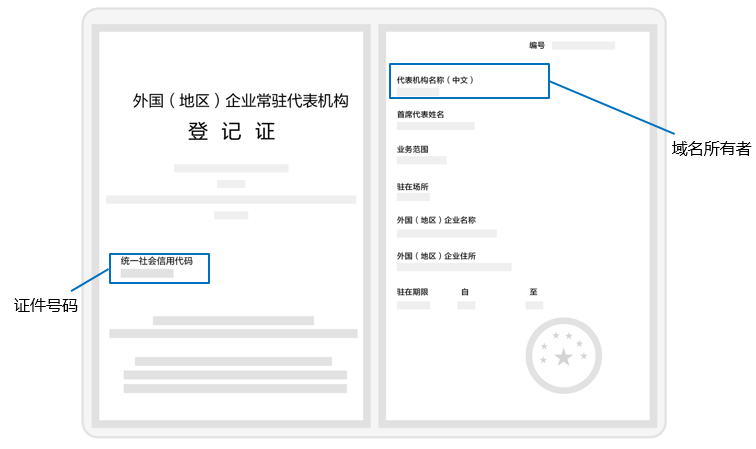 外国（地区）企业常驻代表机构
登 记 证
统一社会信用代码
证件号码
编号
代表机构名称（中文）
域名所有者
首席代表姓名
业务范围
驻在场所
外国（地区）企业名称
外国（地区）企业住所
驻在期限 自 至